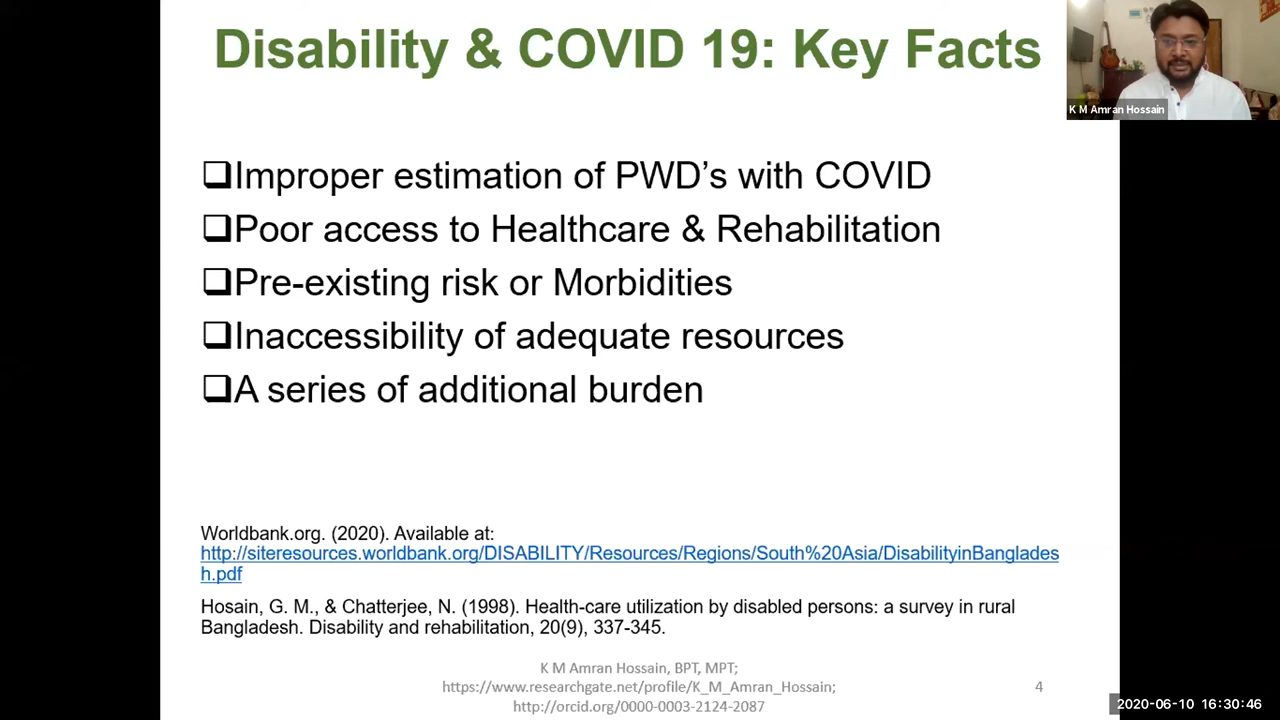 Disability & COVID 19: Key Facts
K M Amran Hossain
❑Improper estimation of PWD's with COVID
❑Poor access to Healthcare & Rehabilitation
❑Pre-existing risk or Morbidities
❑Inaccessibility of adequate resources
❑A series of additional burden
Worldbank.org. (2020). Available at:
http://siteresources.worldbank.org/DISABILITY/Resources/Regions/South%20Asia/DisabilityinBanglades
h.pdf
Hosain, G. M., & Chatterjee, N. (1998). Health-care utilization by disabled persons: a survey in rural
Bangladesh. Disability and rehabilitation, 20(9), 337-345.
K M Amran Hossain, BPT, MPT;
https://www.researchgate.net/profile/K_M_Amran_Hossain;
http://orcid.org/0000-0003-2124-2087
4
2020-06-10 16:30:46